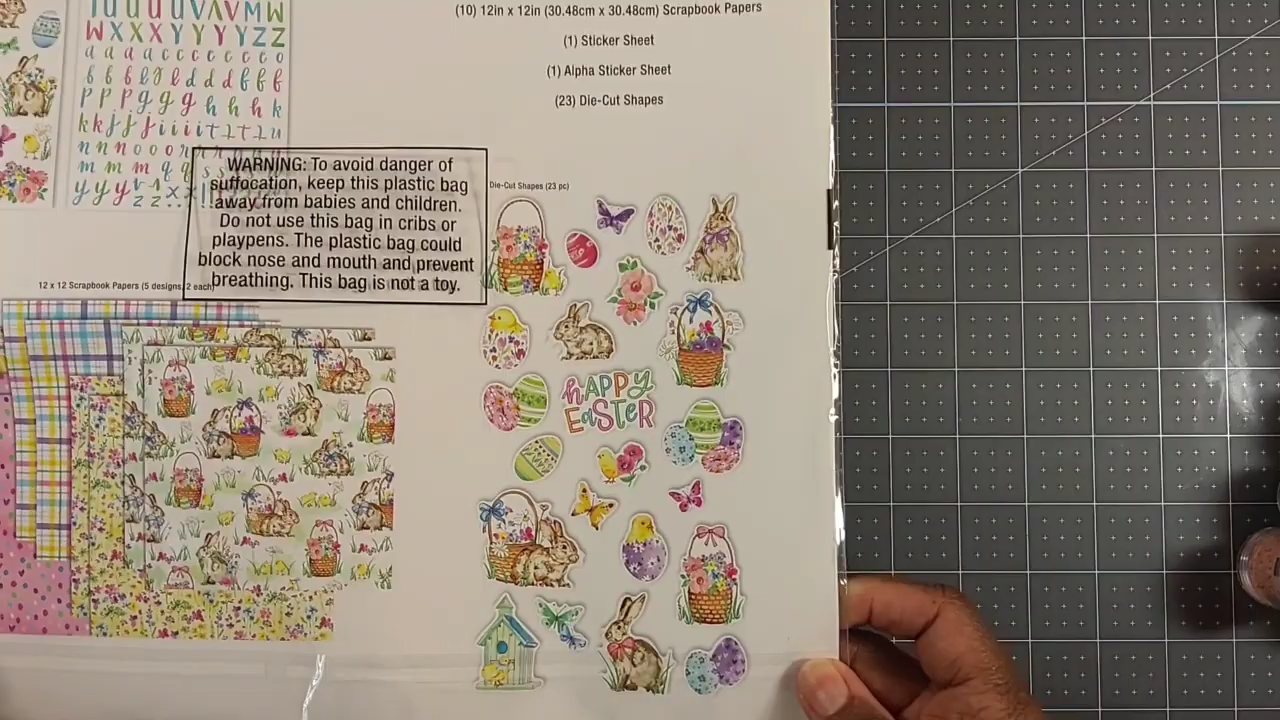 (10) 12in x 12in (30.48cm x 30.48cm) Scrapbook Papers
(1) Sticker Sheet
(1) Alpha Sticker Sheet
(23) Die-Cut Shapes
W X X X Y Y Y Y Z Z
WARNING: To avoid danger of
suffocation, keep this plastic bag
away from babies and children.
Do not use this bag in cribs or
playpens. The plastic bag could
block nose and mouth and prevent
breathing. This bag is not a toy.
Die-Cut Shapes (23 pc)
12 x 12 Scrapbook Papers (5 designs, 2 each)
hAPPY
EaSTeR